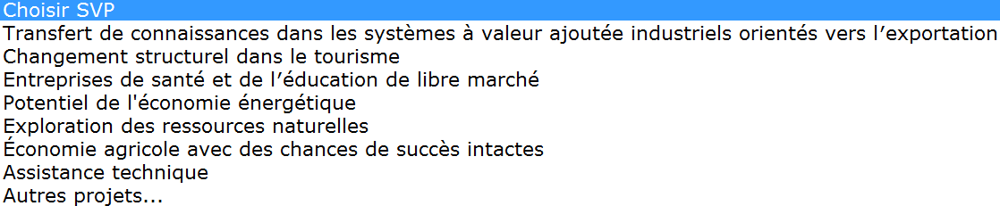 Choisir SVP
Transfert de connaissances dans les systèmes à valeur ajoutée industriels orientés vers l’exportation
Changement structurel dans le tourisme
Entreprises de santé et de l’éducation de libre marché
Potentiel de l'économie énergétique
Exploration des ressources naturelles
Économie agricole avec des chances de succès intactes
Assistance technique
Autres projets...